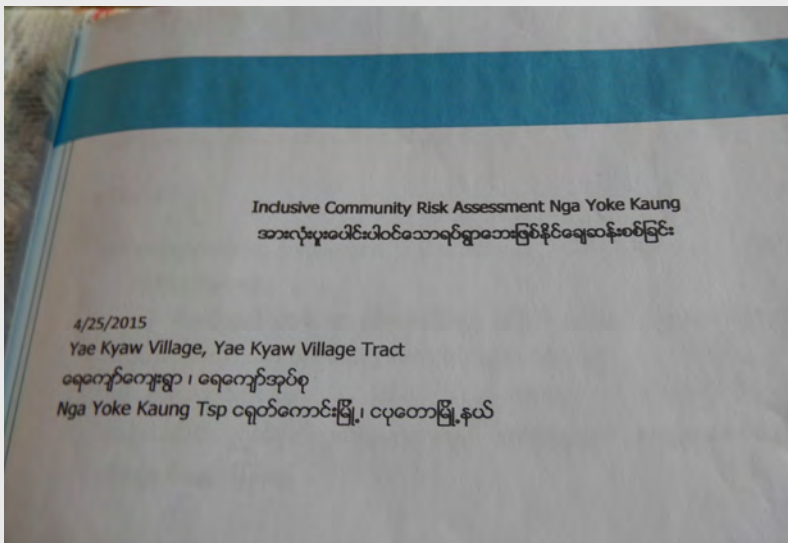 Inclusive Community Risk Assessment Nga Yoke Kaung
အားလုံးပူးပေါင်းပါဝင်သောရပ်ရွာဘေးဖြစ်နိုင်ချေဆန်းစစ်ခြင်း
4/25/2015
Yae Kyaw Village, Yae Kyaw Village Tract
ရေကျော်ကျေးရွာ ၊ ရေကျော်အုပ်စု
Nga Yoke Kaung Tsp ငရုတ်ကောင်းမြို့၊ ငပုတောမြို့နယ်